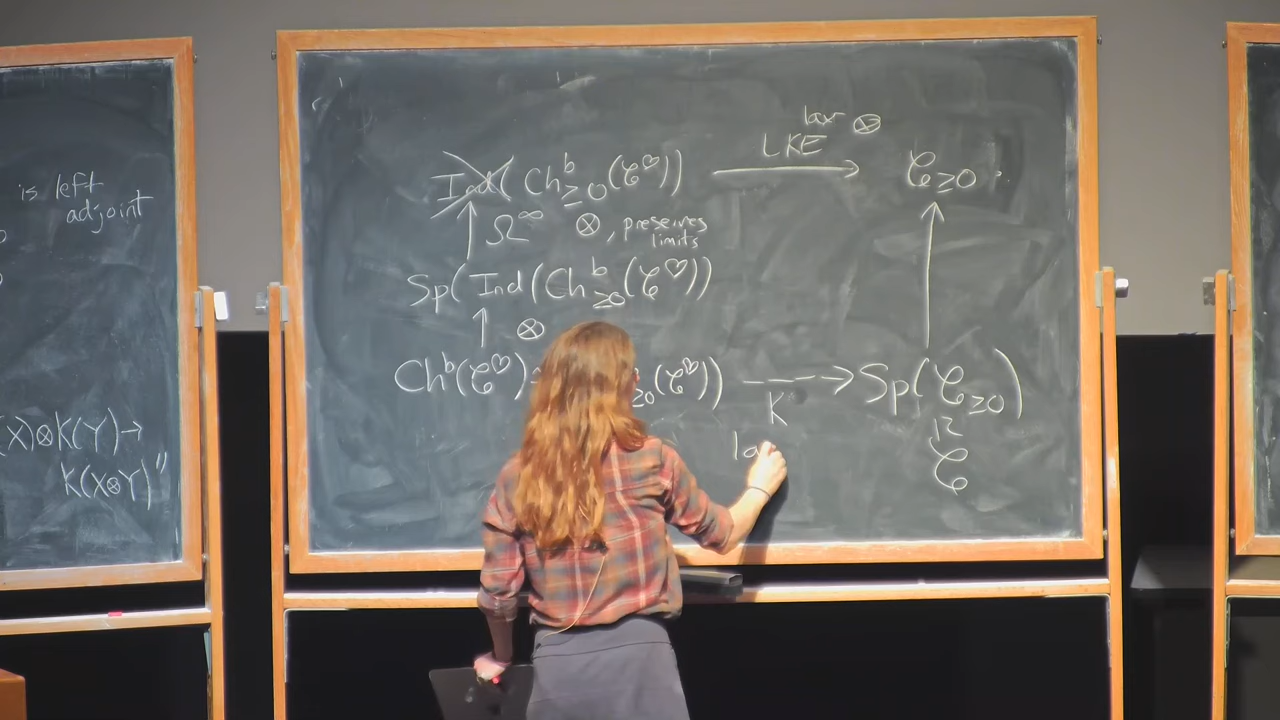 is left
adjoint
X)⊗K(Y)→
K(X⊗Y)"
lax ⊗
LKE
Ind( Ch^b_{≥0}(𝒞^♡)) → 𝒞_{≥0}.
↑ Ω^∞ ⊗, preserves
limits
Sp(Ind(Ch^b_{≥0}(𝒞^♡))
↑ ⊗ ↑
Ch^b(𝒞^♡) _{≥0}(𝒞^♡)) ----> Sp(𝒞_{≥0})
K
la
≃
𝒞